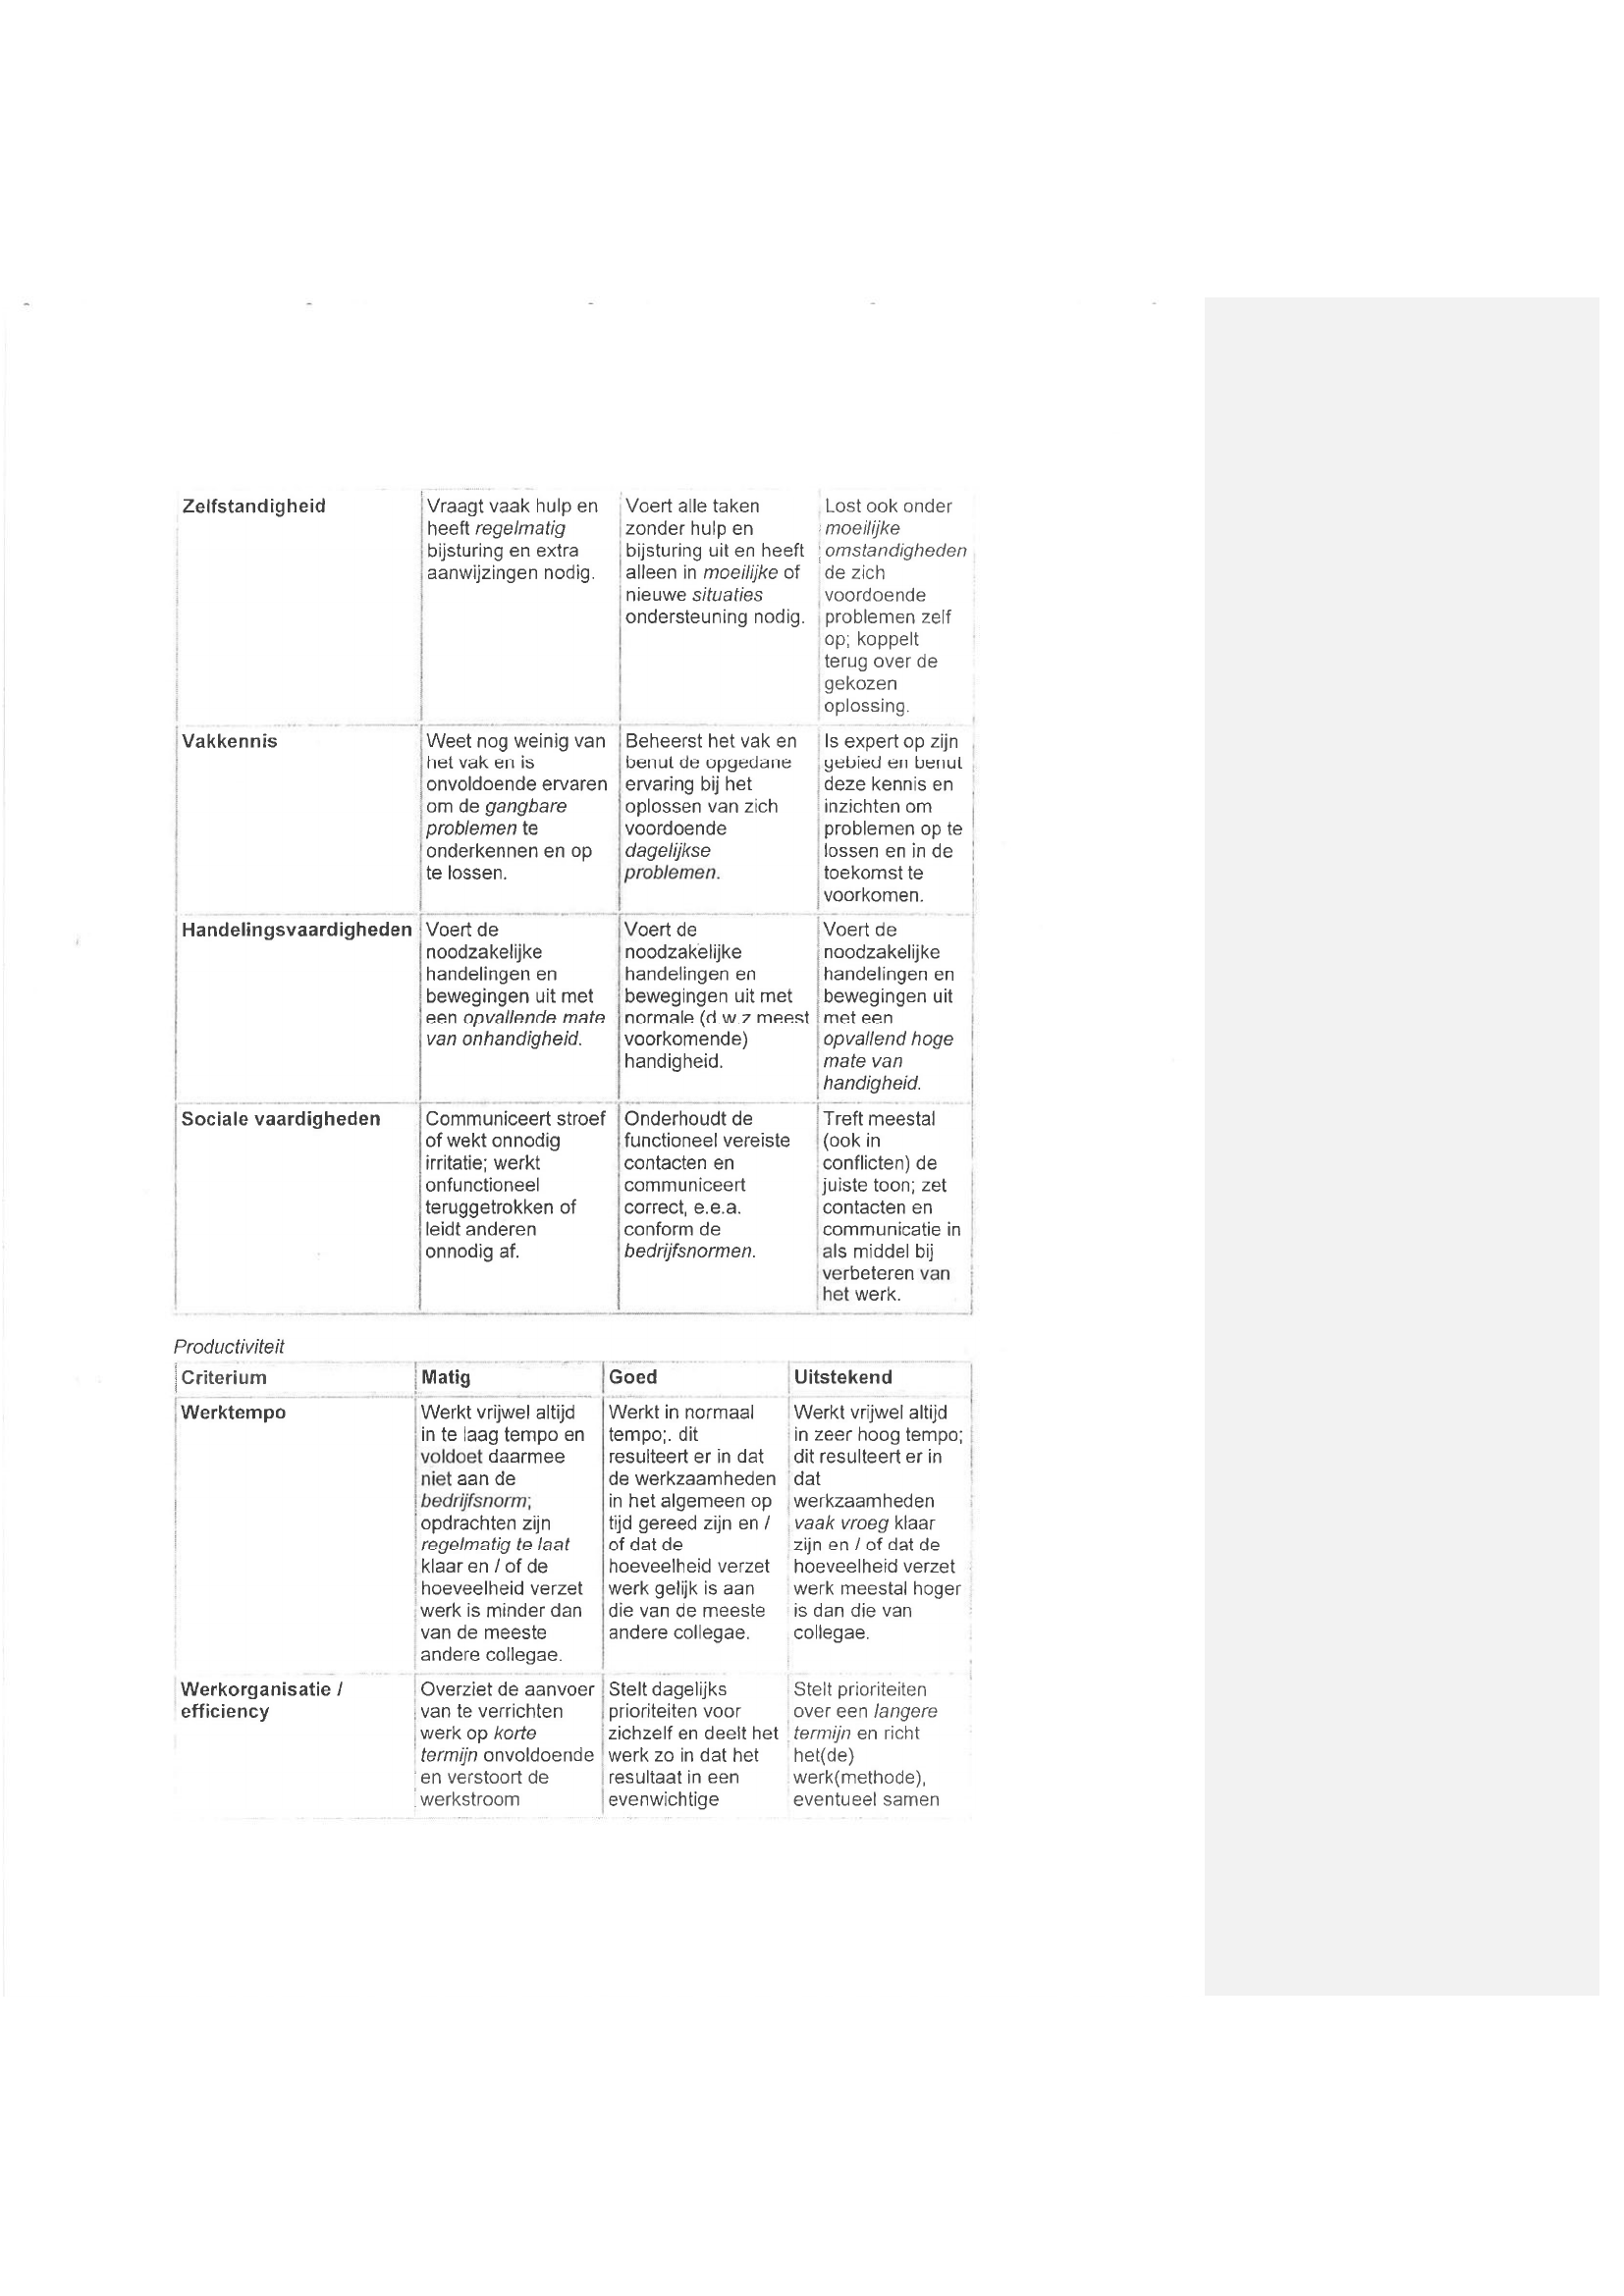 Zelfstandigheid
Vraagt vaak hulp en
heeft regelmatig
bijsturing en extra
aanwijzingen nodig.
Voert alle taken
zonder hulp en
bijsturing uit en heeft
alleen in moeilijke of
nieuwe situaties
ondersteuning nodig.
Lost ook onder
moeilijke
omstandigheden
de zich
voordoende
problemen zelf
op; koppelt
terug over de
gekozen
oplossing.
Vakkennis
Weet nog weinig van
het vak en is
onvoldoende ervaren
om de gangbare
problemen te
onderkennen en op
te lossen.
Beheerst het vak en
benut de opgedane
ervaring bij het
oplossen van zich
voordoende
dagelijkse
problemen.
Is expert op zijn
gebied en benut
deze kennis en
inzichten om
problemen op te
lossen en in de
toekomst te
voorkomen.
Handelingsvaardigheden
Voert de
noodzakelijke
handelingen en
bewegingen uit met
een opvallende mate
van onhandigheid.
Voert de
noodzakelijke
handelingen en
bewegingen uit met
normale (d.w.z meest
voorkomende)
handigheid.
Voert de
noodzakelijke
handelingen en
bewegingen uit
met een
opvallend hoge
mate van
handigheid.
Sociale vaardigheden
Communiceert stroef
of wekt onnodig
irritatie; werkt
onfunctioneel
teruggetrokken of
leidt anderen
onnodig af.
Onderhoudt de
functioneel vereiste
contacten en
communiceert
correct, e.e.a.
conform de
bedrijfsnormen.
Treft meestal
(ook in
conflicten) de
juiste toon; zet
contacten en
communicatie in
als middel bij
verbeteren van
het werk.
Productiviteit
Criterium
Matig
Goed
Uitstekend
Werktempo
Werkt vrijwel altijd
in te laag tempo en
voldoet daarmee
niet aan de
bedrijfsnorm;
opdrachten zijn
regelmatig te laat
klaar en / of de
hoeveelheid verzet
werk is minder dan
van de meeste
andere collegae.
Werkt in normaal
tempo;. dit
resulteert er in dat
de werkzaamheden
in het algemeen op
tijd gereed zijn en /
of dat de
hoeveelheid verzet
werk gelijk is aan
die van de meeste
andere collegae.
Werkt vrijwel altijd
in zeer hoog tempo;
dit resulteert er in
dat
werkzaamheden
vaak vroeg klaar
zijn en / of dat de
hoeveelheid verzet
werk meestal hoger
is dan die van
collegae.
Werkorganisatie /
efficiency
Overziet de aanvoer
van te verrichten
werk op korte
termijn onvoldoende
en verstoort de
werkstroom
Stelt dagelijks
prioriteiten voor
zichzelf en deelt het
werk zo in dat het
resultaat in een
evenwichtige
Stelt prioriteiten
over een langere
termijn en richt
het(de)
werk(methode),
eventueel samen